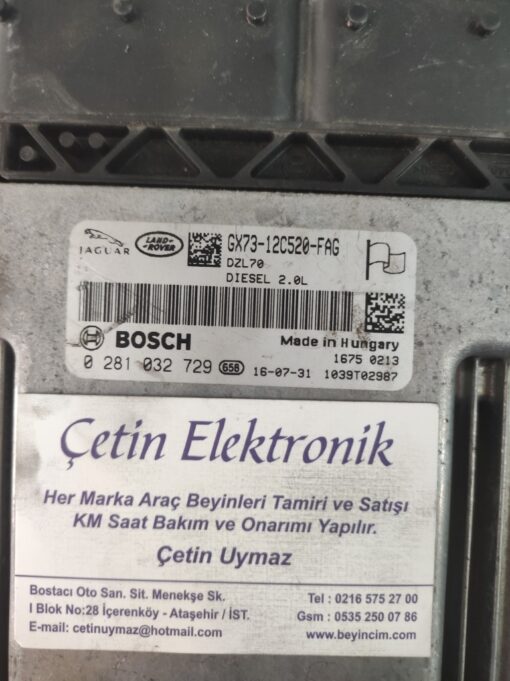 JAGUAR
LAND-
ROVER
GX73-12C520-FAG
DZL70
DIESEL 2.0L
BOSCH
Made in Hungary
1675 0213
0 281 032 729 G58 16-07-31 1039T02987
Çetin Elektronik
Her Marka Araç Beyinleri Tamiri ve Satışı
KM Saat Bakım ve Onarımı Yapılır.
Çetin Uymaz
Bostacı Oto San. Sit. Menekşe Sk.
I Blok No:28 İçerenköy - Ataşehir / İST.
E-mail: cetinuymaz@hotmail.com
Tel : 0216 575 27 00
Gsm : 0535 250 07 86
www.beyincim.com